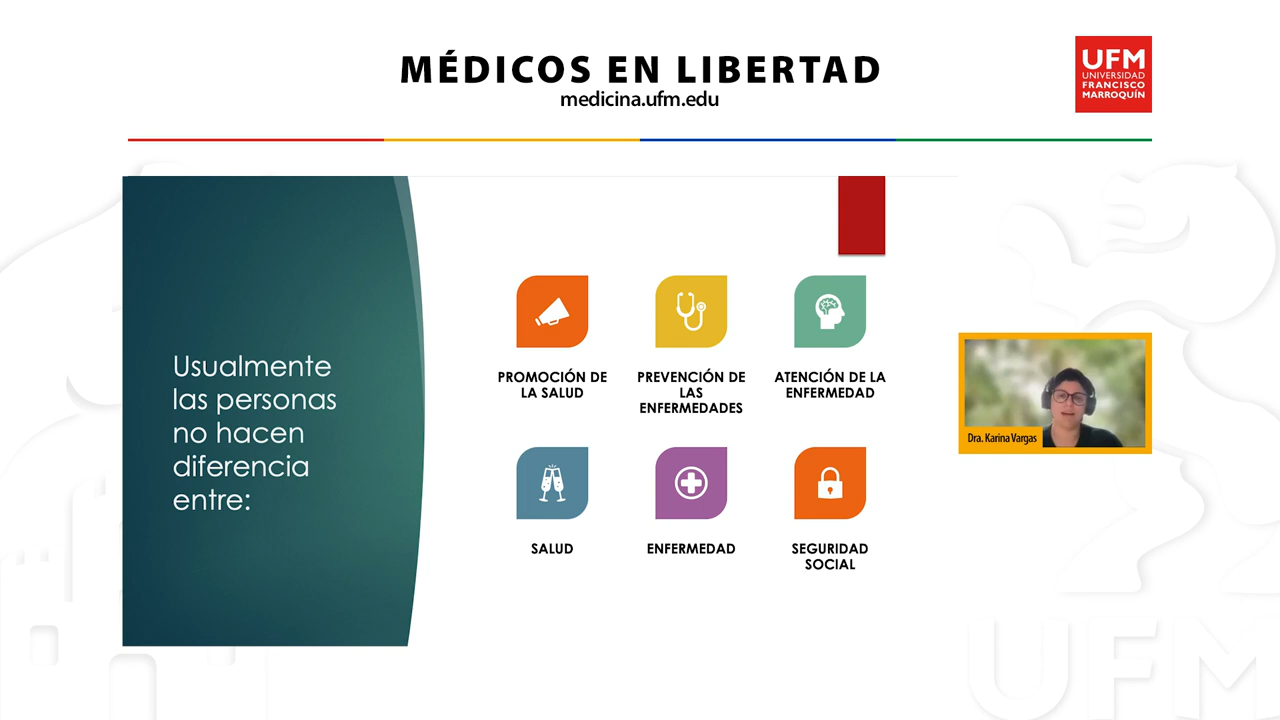 MÉDICOS EN LIBERTAD
medicina.ufm.edu
UFM
UNIVERSIDAD
FRANCISCO
MARROQUÍN
Usualmente
las personas
no hacen
diferencia
entre:
PROMOCIÓN DE
LA SALUD
PREVENCIÓN DE
LAS
ENFERMEDADES
ATENCIÓN DE LA
ENFERMEDAD
SALUD
ENFERMEDAD
SEGURIDAD
SOCIAL
Dra. Karina Vargas
UFM